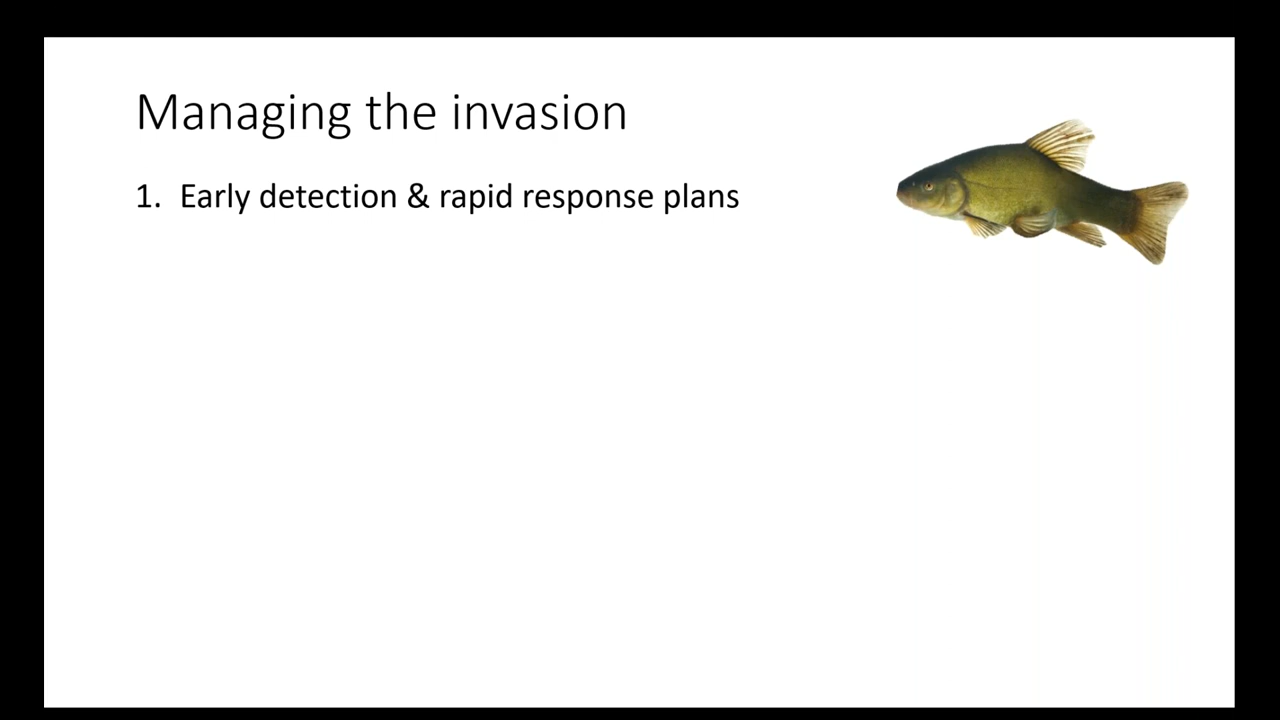 Managing the invasion
1. Early detection & rapid response plans